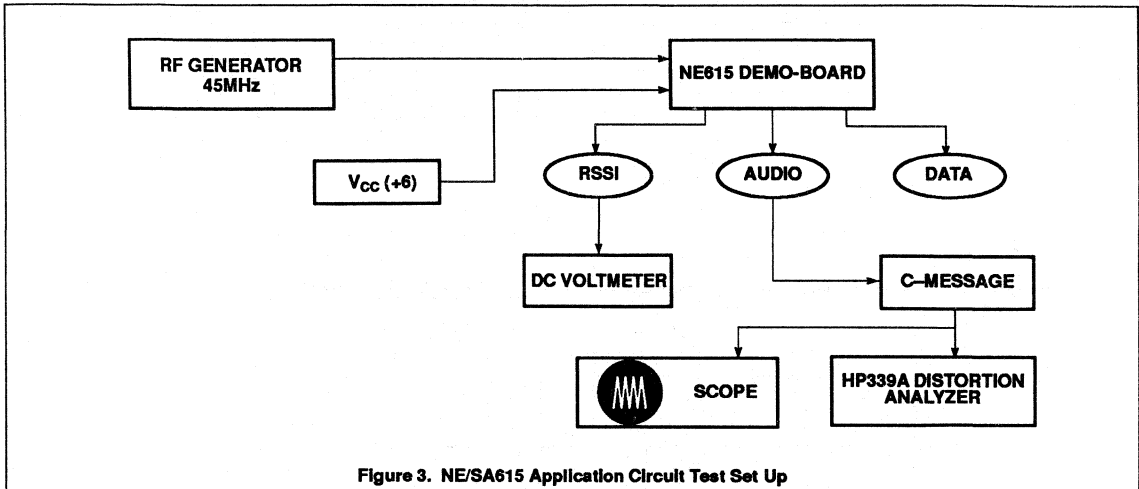 RF GENERATOR
45MHz
NE615 DEMO-BOARD
VCC (+6)
RSSI
AUDIO
DATA
DC VOLTMETER
C–MESSAGE
SCOPE
HP339A DISTORTION
ANALYZER
Figure 3. NE/SA615 Application Circuit Test Set Up